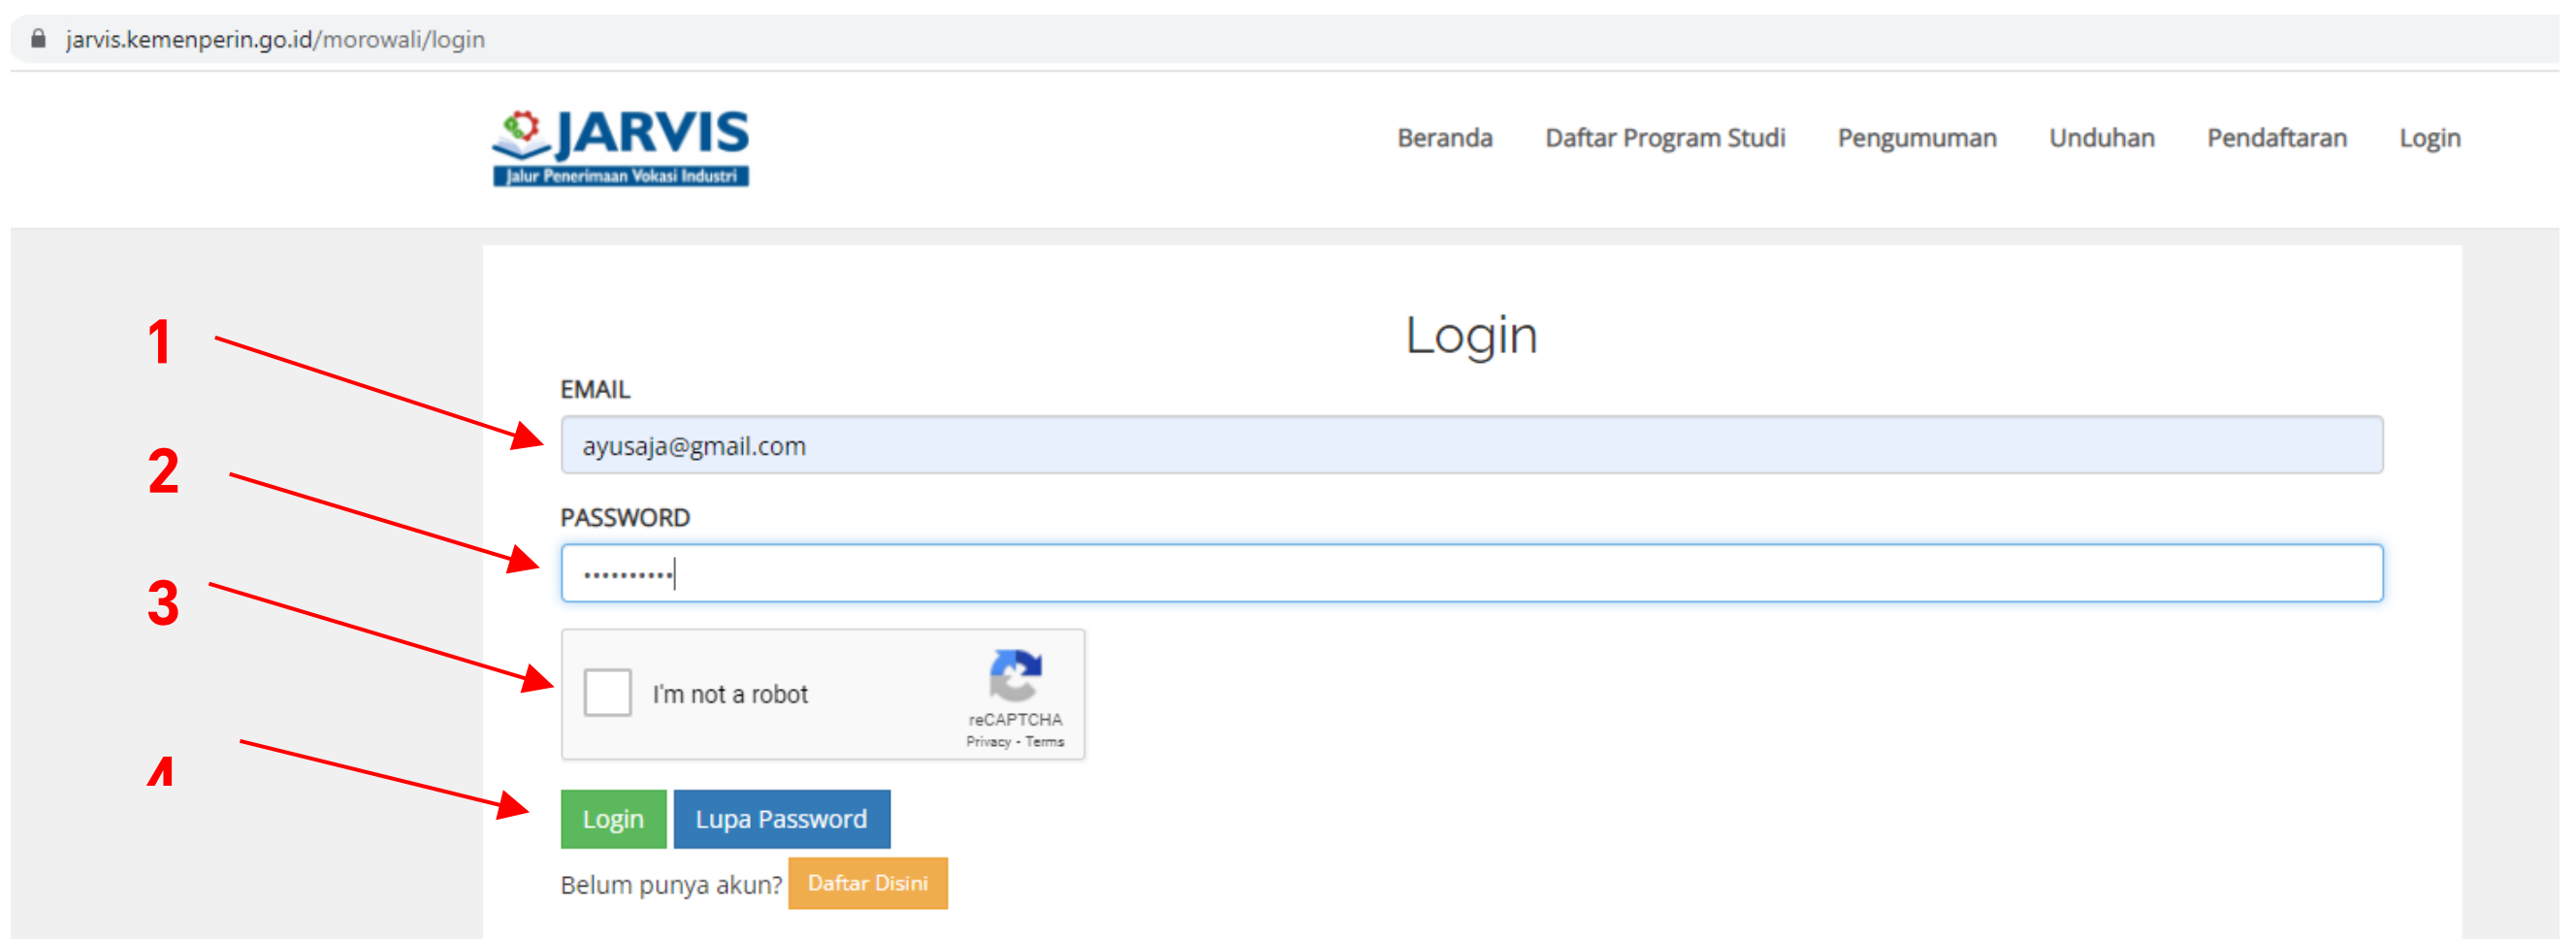 jarvis.kemenperin.go.id/morowali/login
JARVIS
Jalur Penerimaan Vokasi Industri
Beranda Daftar Program Studi Pengumuman Unduhan Pendaftaran Login
Login
1
EMAIL
ayusaja@gmail.com
2
PASSWORD
••••••••••
3
I'm not a robot
reCAPTCHA
Privacy - Terms
4
Login Lupa Password
Belum punya akun? Daftar Disini